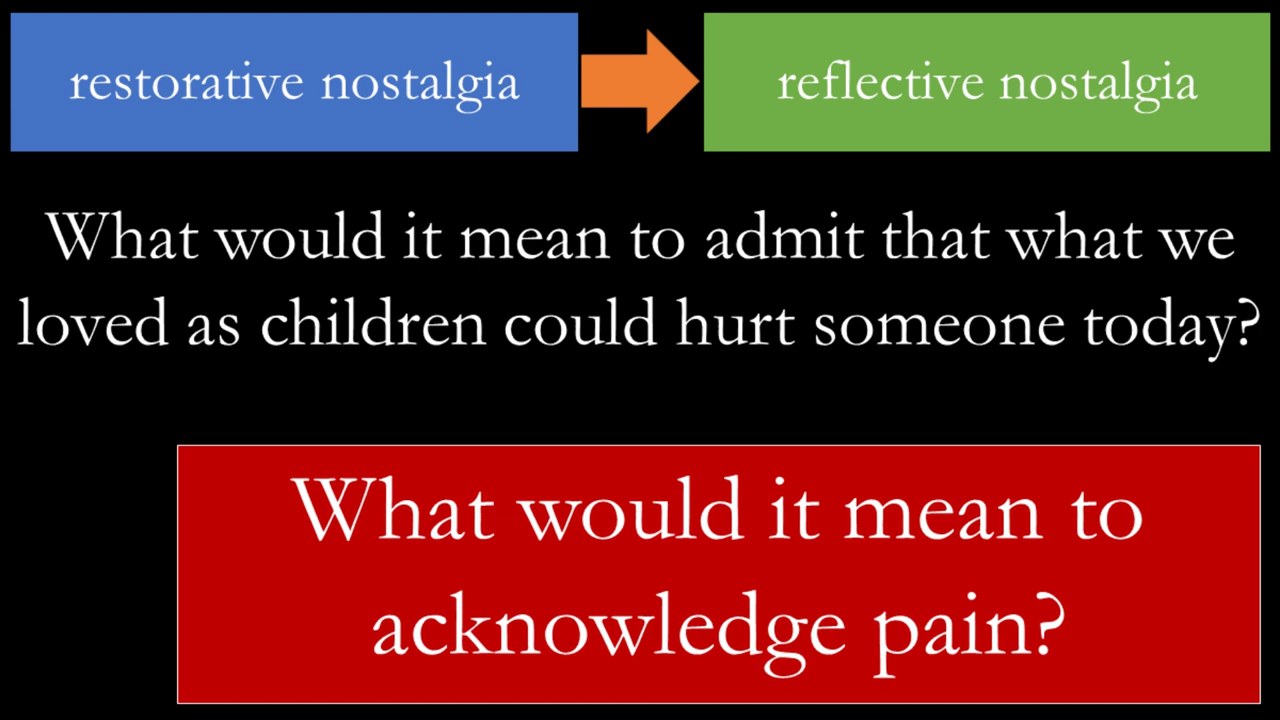 restorative nostalgia
reflective nostalgia
What would it mean to admit that what we
loved as children could hurt someone today?
What would it mean to
acknowledge pain?